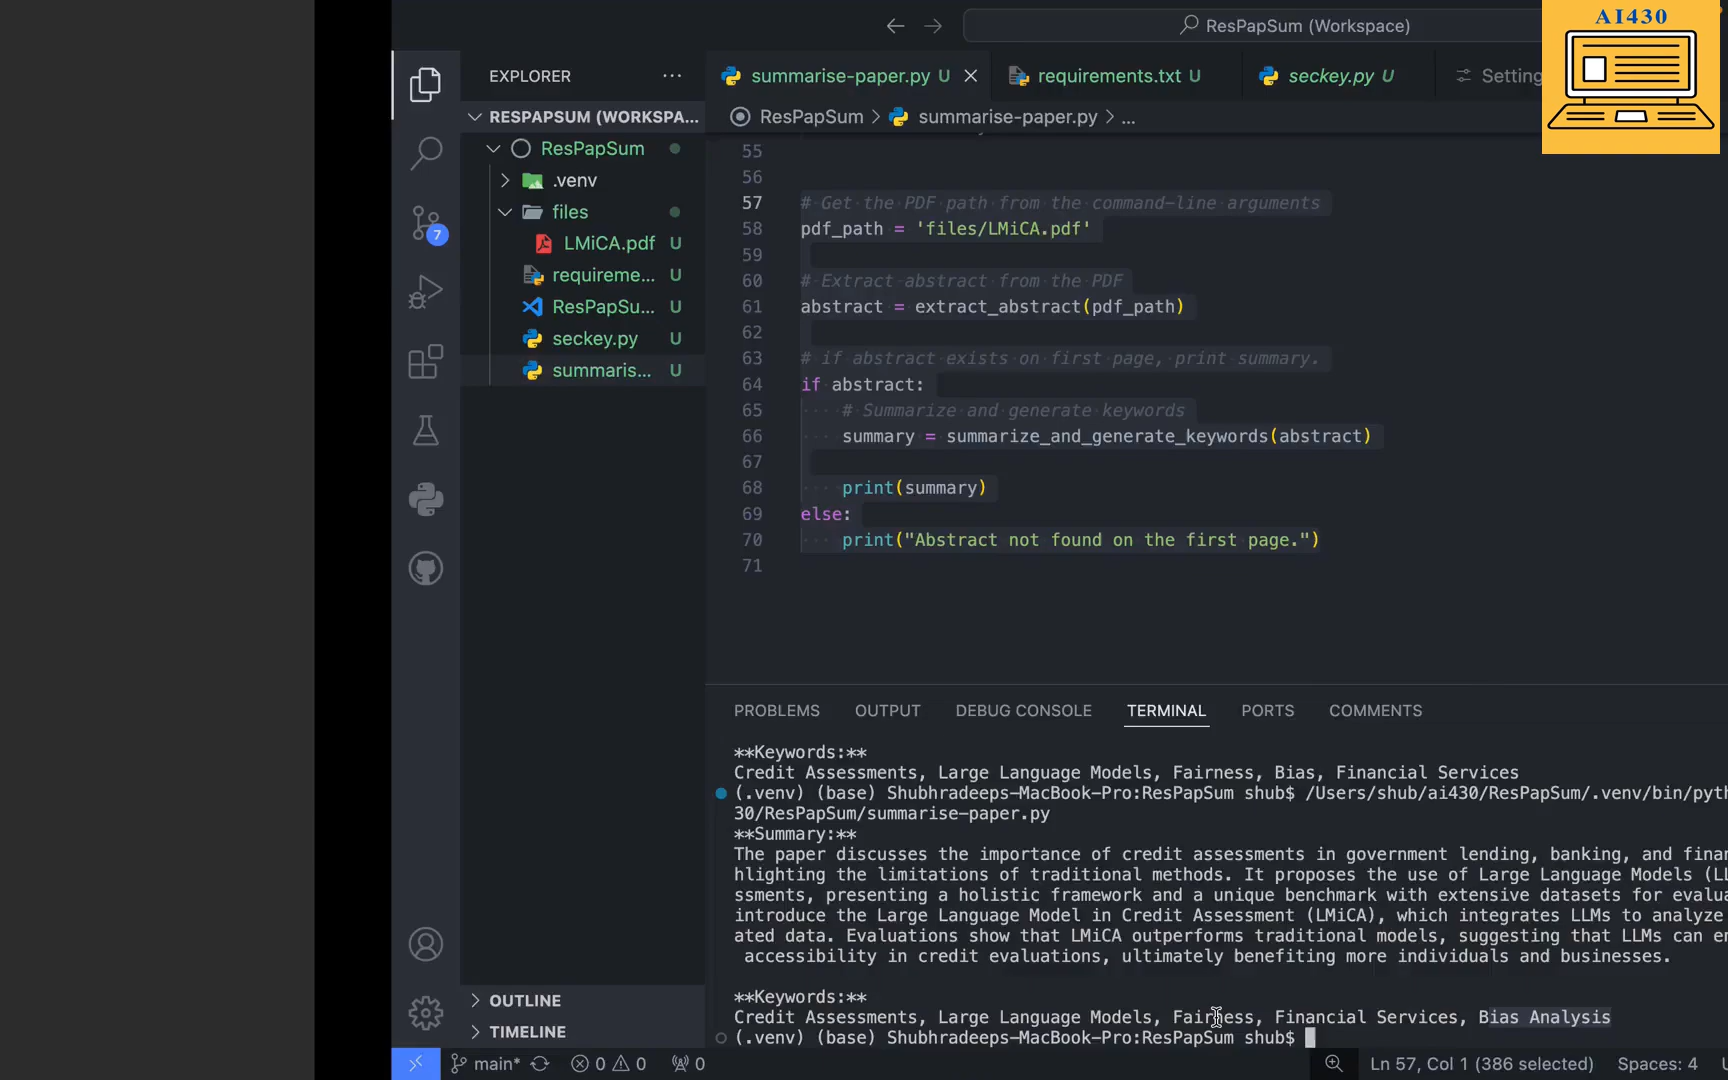 ResPapSum (Workspace)
AI430
EXPLORER
summarise-paper.py U
requirements.txt U
seckey.py U
RESPAPSUM (WORKSPA...
ResPapSum > summarise-paper.py > ...
ResPapSum
.venv
files
LMiCA.pdf U
requireme... U
ResPapSu... U
seckey.py U
summaris... U
55
56
57 # Get the PDF path from the command-line arguments
58 pdf_path = 'files/LMiCA.pdf'
59
60 # Extract abstract from the PDF
61 abstract = extract_abstract(pdf_path)
62
63 # if abstract exists on first page, print summary.
64 if abstract:
65 # Summarize and generate keywords
66 summary = summarize_and_generate_keywords(abstract)
67
68 print(summary)
69 else:
70 print("Abstract not found on the first page.")
71
7
PROBLEMS OUTPUT DEBUG CONSOLE TERMINAL PORTS COMMENTS
**Keywords:**
Credit Assessments, Large Language Models, Fairness, Bias, Financial Services
(.venv) (base) Shubhradeeps-MacBook-Pro:ResPapSum shub$ /Users/shub/ai430/ResPapSum/.venv/bin/pyth
30/ResPapSum/summarise-paper.py
**Summary:**
The paper discusses the importance of credit assessments in government lending, banking, and finan
hlighting the limitations of traditional methods. It proposes the use of Large Language Models (LL
ssments, presenting a holistic framework and a unique benchmark with extensive datasets for evalua
introduce the Large Language Model in Credit Assessment (LMiCA), which integrates LLMs to analyze
ated data. Evaluations show that LMiCA outperforms traditional models, suggesting that LLMs can en
accessibility in credit evaluations, ultimately benefiting more individuals and businesses.
**Keywords:**
Credit Assessments, Large Language Models, Fairness, Financial Services, Bias Analysis
(.venv) (base) Shubhradeeps-MacBook-Pro:ResPapSum shub$
OUTLINE
TIMELINE
main* 0 0 0 Ln 57, Col 1 (386 selected) Spaces: 4